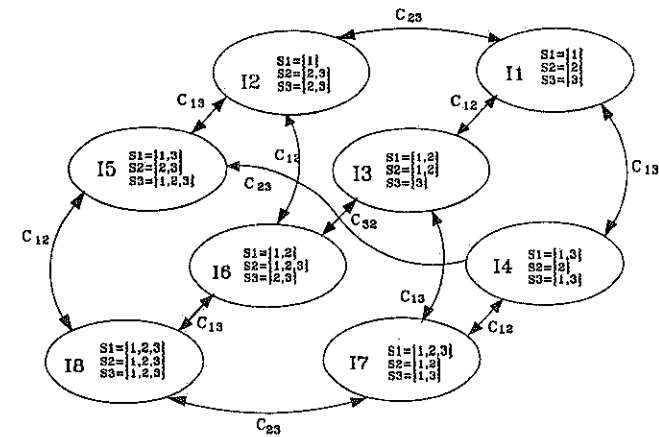 C23
I2
S1={1}
S2={2,3}
S3={2,3}
I1
S1={1}
S2={2}
S3={3}
C13
C12
I5
S1={1,3}
S2={2,3}
S3={1,2,3}
C12
C23
I3
S1={1,2}
S2={1,2}
S3={3}
C13
C32
C12
I6
S1={1,2}
S2={1,2,3}
S3={2,3}
I4
S1={1,3}
S2={2}
S3={1,3}
C13
C13
C12
I8
S1={1,2,3}
S2={1,2,3}
S3={1,2,3}
I7
S1={1,2,3}
S2={1,2}
S3={1,3}
C23